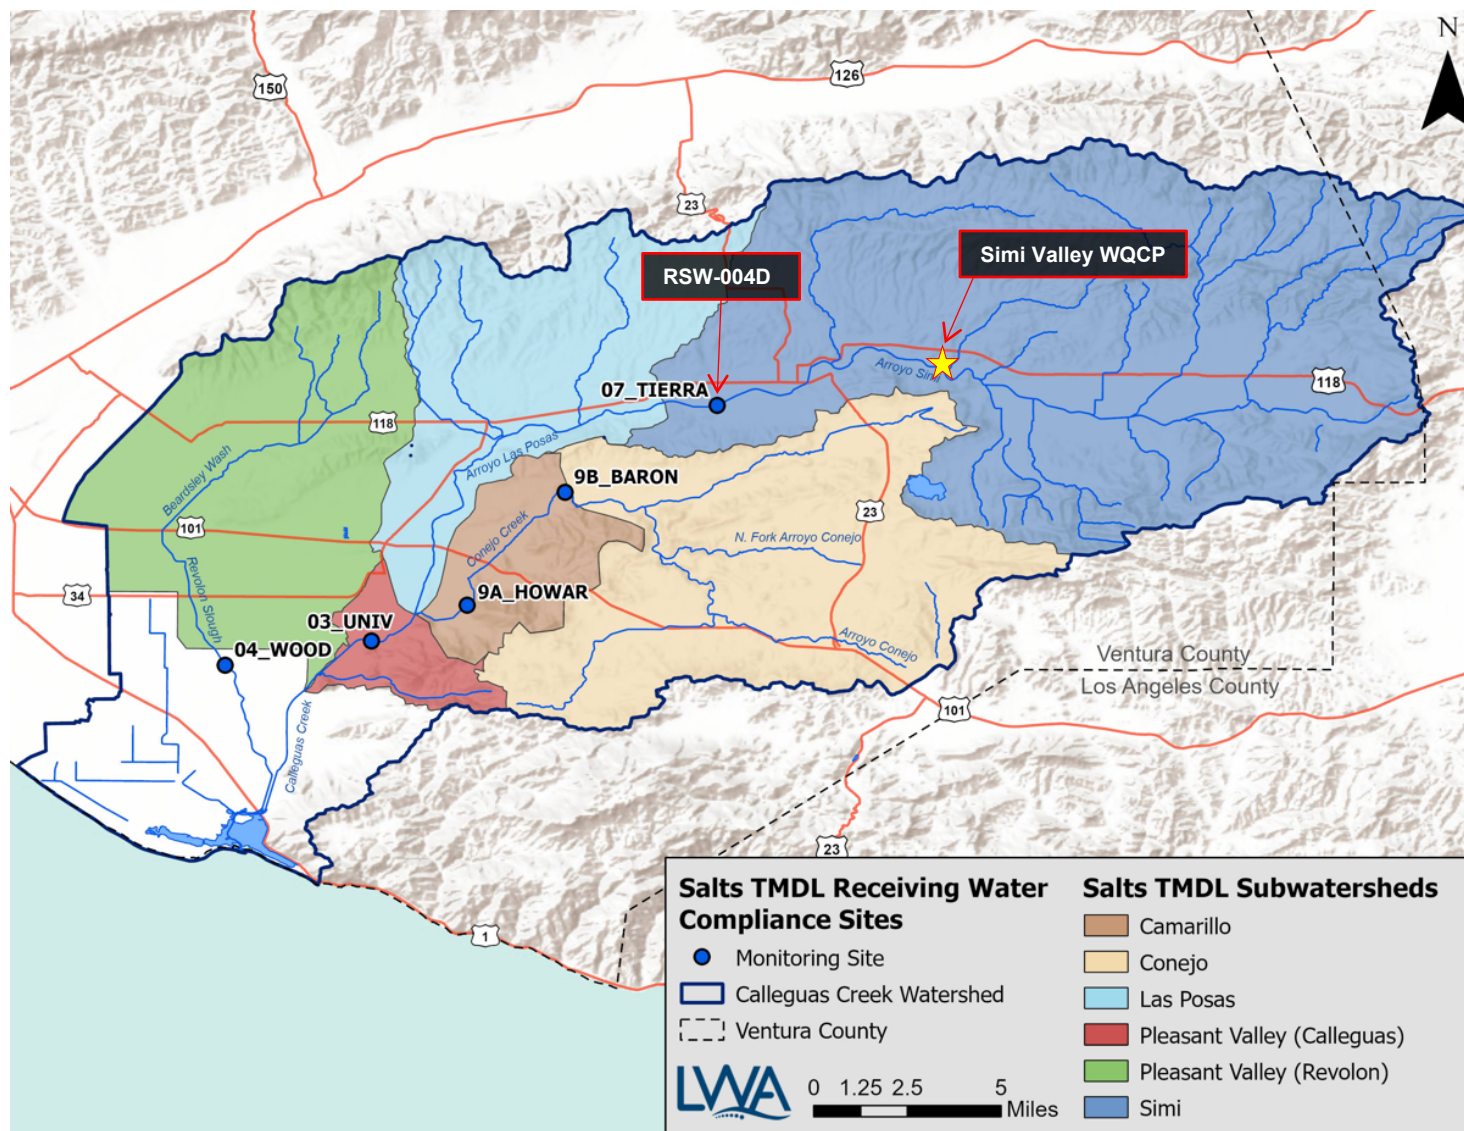 N
150
126
23
RSW-004D
Simi Valley WQCP
Arroyo Simi
118
07_TIERRA
118
Arroyo Las Posas
Beardsley Wash
9B_BARON
101
23
Conejo Creek
N. Fork Arroyo Conejo
Revolon Slough
9A_HOWAR
34
03_UNIV
04_WOOD
Arroyo Conejo
Ventura County
Los Angeles County
101
Calleguas Creek
23
1
Salts TMDL Receiving Water
Compliance Sites
Monitoring Site
Calleguas Creek Watershed
Ventura County
LWA
0 1.25 2.5 5
Miles
Salts TMDL Subwatersheds
Camarillo
Conejo
Las Posas
Pleasant Valley (Calleguas)
Pleasant Valley (Revolon)
Simi